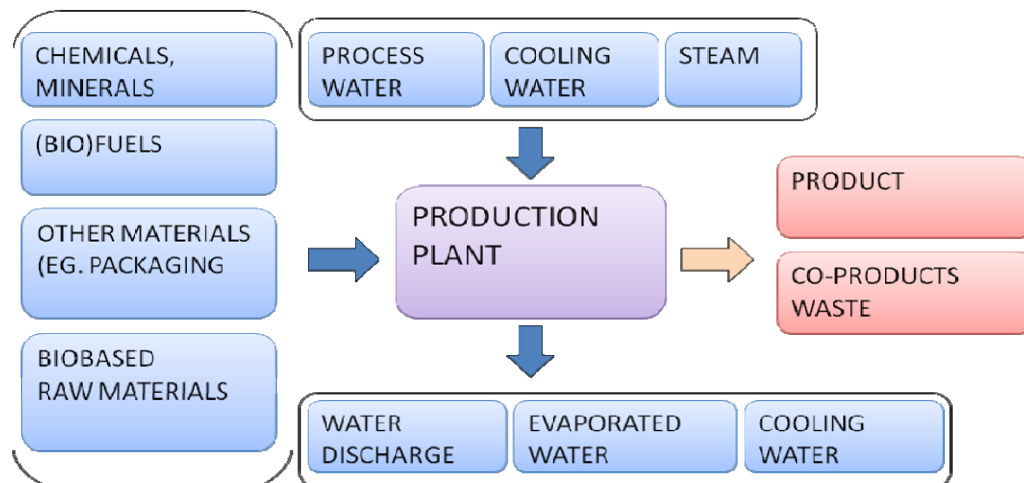 CHEMICALS,
MINERALS
(BIO)FUELS
OTHER MATERIALS
(EG. PACKAGING
BIOBASED
RAW MATERIALS
PROCESS
WATER
COOLING
WATER
STEAM
PRODUCTION
PLANT
PRODUCT
CO-PRODUCTS
WASTE
WATER
DISCHARGE
EVAPORATED
WATER
COOLING
WATER